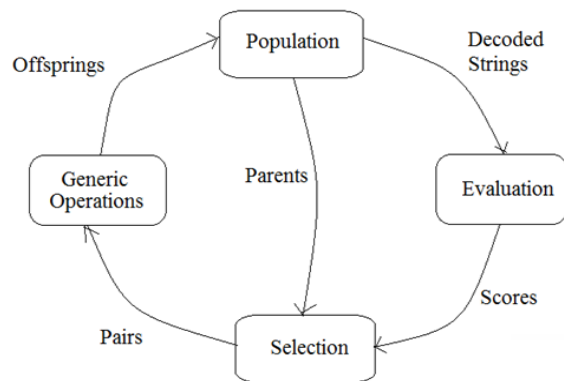 Population
Decoded
Strings
Offsprings
Generic
Operations
Parents
Evaluation
Scores
Pairs
Selection